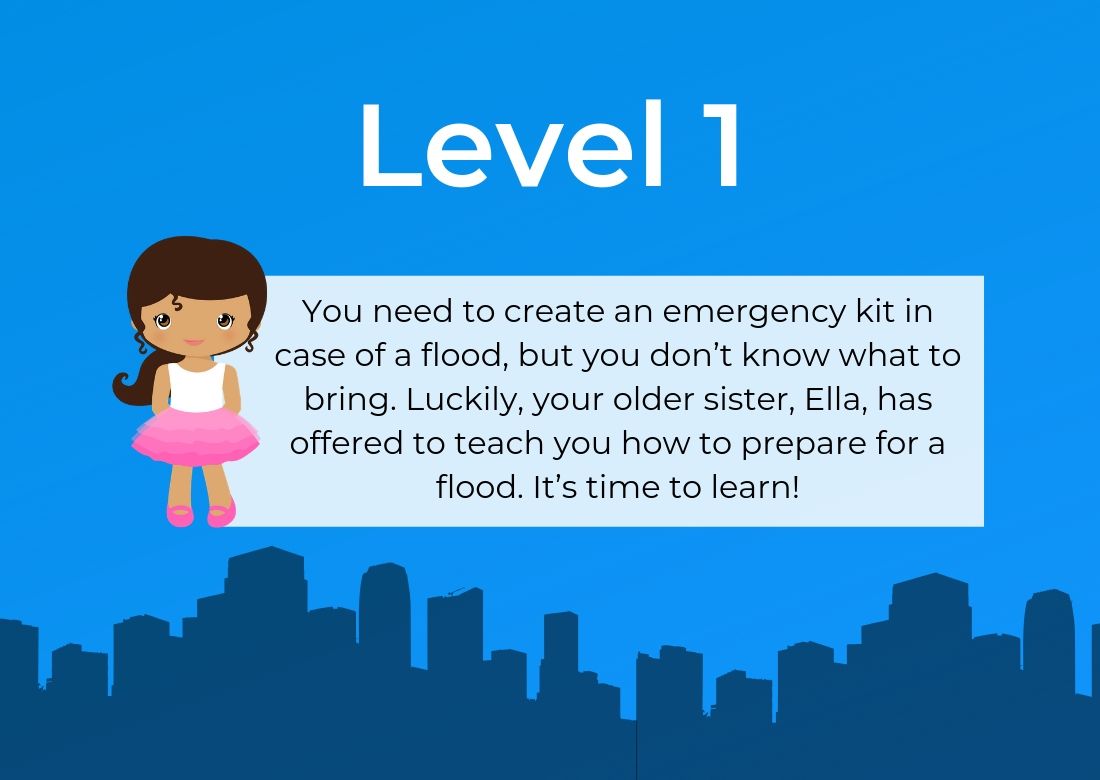 Level 1
You need to create an emergency kit in
case of a flood, but you don’t know what to
bring. Luckily, your older sister, Ella, has
offered to teach you how to prepare for a
flood. It’s time to learn!